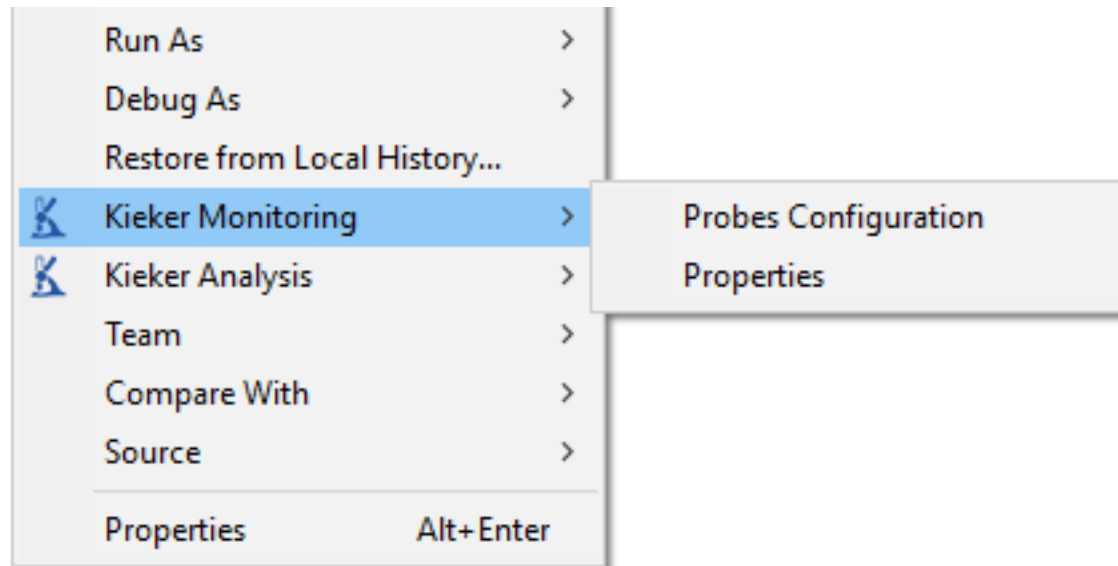 Run As
Debug As
Restore from Local History...
Kieker Monitoring
Probes Configuration
Kieker Analysis
Properties
Team
Compare With
Source
Properties Alt+Enter